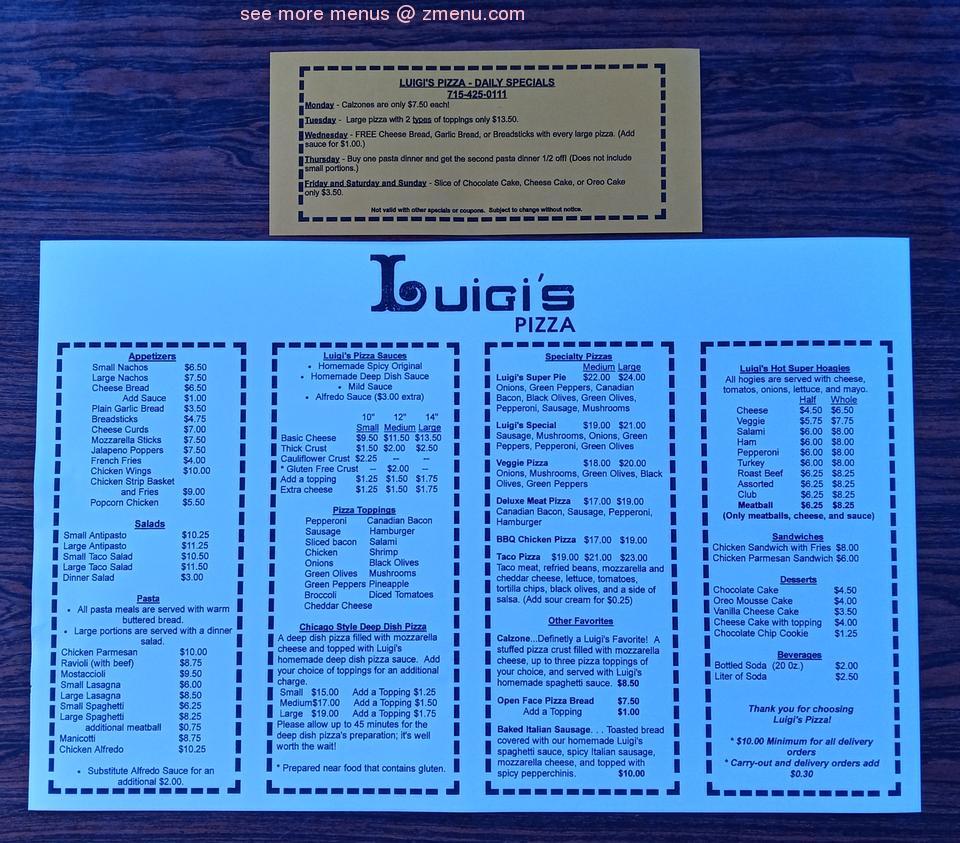 see more menus @ zmenu.com
LUIGI'S PIZZA - DAILY SPECIALS
715-425-0111
Monday - Calzones are only $7.50 each!
Tuesday - Large pizza with 2 types of toppings only $13.50.
Wednesday - FREE Cheese Bread, Garlic Bread, or Breadsticks with every large pizza. (Add
sauce for $1.00.)
Thursday - Buy one pasta dinner and get the second pasta dinner 1/2 off! (Does not include
small portions.)
Friday and Saturday and Sunday - Slice of Chocolate Cake, Cheese Cake, or Oreo Cake
only $3.50.
Not valid with other specials or coupons. Subject to change without notice.
Luigi's
PIZZA
Appetizers
Small Nachos $6.50
Large Nachos $7.50
Cheese Bread $6.50
Add Sauce $1.00
Plain Garlic Bread $3.50
Breadsticks $4.75
Cheese Curds $7.00
Mozzarella Sticks $7.50
Jalapeno Poppers $7.50
French Fries $4.00
Chicken Wings $10.00
Chicken Strip Basket
and Fries $9.00
Popcorn Chicken $5.50
Salads
Small Antipasto $10.25
Large Antipasto $11.25
Small Taco Salad $10.50
Large Taco Salad $11.50
Dinner Salad $3.00
Pasta
• All pasta meals are served with warm
buttered bread.
• Large portions are served with a dinner
salad.
Chicken Parmesan $10.00
Ravioli (with beef) $8.75
Mostaccioli $9.50
Small Lasagna $6.00
Large Lasagna $8.50
Small Spaghetti $6.25
Large Spaghetti $8.25
additional meatball $0.75
Manicotti $8.75
Chicken Alfredo $10.25
• Substitute Alfredo Sauce for an
additional $2.00.
Luigi's Pizza Sauces
• Homemade Spicy Original
• Homemade Deep Dish Sauce
• Mild Sauce
• Alfredo Sauce ($3.00 extra)
10" 12" 14"
Small Medium Large
Basic Cheese $9.50 $11.50 $13.50
Thick Crust $1.50 $2.00 $2.50
Cauliflower Crust $2.25 -- --
* Gluten Free Crust -- $2.00 --
Add a topping $1.25 $1.50 $1.75
Extra cheese $1.25 $1.50 $1.75
Pizza Toppings
Pepperoni Canadian Bacon
Sausage Hamburger
Sliced bacon Salami
Chicken Shrimp
Onions Black Olives
Green Olives Mushrooms
Green Peppers Pineapple
Broccoli Diced Tomatoes
Cheddar Cheese
Chicago Style Deep Dish Pizza
A deep dish pizza filled with mozzarella
cheese and topped with Luigi's
homemade deep dish pizza sauce. Add
your choice of toppings for an additional
charge.
Small $15.00 Add a Topping $1.25
Medium$17.00 Add a Topping $1.50
Large $19.00 Add a Topping $1.75
Please allow up to 45 minutes for the
deep dish pizza's preparation; it's well
worth the wait!
* Prepared near food that contains gluten.
Specialty Pizzas
Medium Large
Luigi's Super Pie $22.00 $24.00
Onions, Green Peppers, Canadian
Bacon, Black Olives, Green Olives,
Pepperoni, Sausage, Mushrooms
Luigi's Special $19.00 $21.00
Sausage, Mushrooms, Onions, Green
Peppers, Pepperoni, Green Olives
Veggie Pizza $18.00 $20.00
Onions, Mushrooms, Green Olives, Black
Olives, Green Peppers
Deluxe Meat Pizza $17.00 $19.00
Canadian Bacon, Sausage, Pepperoni,
Hamburger
BBQ Chicken Pizza $17.00 $19.00
Taco Pizza $19.00 $21.00 $23.00
Taco meat, refried beans, mozzarella and
cheddar cheese, lettuce, tomatoes,
tortilla chips, black olives, and a side of
salsa. (Add sour cream for $0.25)
Other Favorites
Calzone...Definetly a Luigi's Favorite! A
stuffed pizza crust filled with mozzarella
cheese, up to three pizza toppings of
your choice, and served with Luigi's
homemade spaghetti sauce. $8.50
Open Face Pizza Bread $7.50
Add a Topping $1.00
Baked Italian Sausage. . . Toasted bread
covered with our homemade Luigi's
spaghetti sauce, spicy Italian sausage,
mozzarella cheese, and topped with
spicy pepperchinis. $10.00
Luigi's Hot Super Hoagies
All hogies are served with cheese,
tomatos, onions, lettuce, and mayo.
Half Whole
Cheese $4.50 $6.50
Veggie $5.75 $7.75
Salami $6.00 $8.00
Ham $6.00 $8.00
Pepperoni $6.00 $8.00
Turkey $6.00 $8.00
Roast Beef $6.25 $8.25
Assorted $6.25 $8.25
Club $6.25 $8.25
Meatball $6.25 $8.25
(Only meatballs, cheese, and sauce)
Sandwiches
Chicken Sandwich with Fries $8.00
Chicken Parmesan Sandwich $6.00
Desserts
Chocolate Cake $4.50
Oreo Mousse Cake $4.00
Vanilla Cheese Cake $3.50
Cheese Cake with topping $4.00
Chocolate Chip Cookie $1.25
Beverages
Bottled Soda (20 0z.) $2.00
Liter of Soda $2.50
Thank you for choosing
Luigi's Pizza!
* $10.00 Minimum for all delivery
orders
* Carry-out and delivery orders add
$0.30